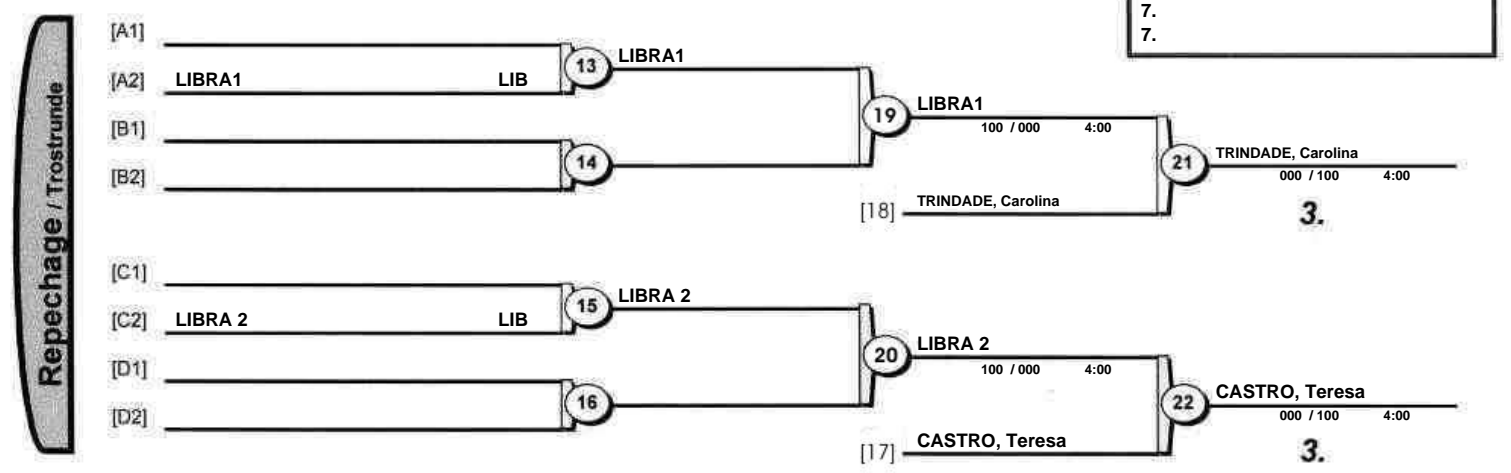 7.
7.
Repechage / Trostrunde
[A1]
[A2] LIBRA1 LIB
13 LIBRA1
[B1]
[B2]
14
19 LIBRA1
100 / 000 4:00
[18] TRINDADE, Carolina
21 TRINDADE, Carolina
000 / 100 4:00
3.
[C1]
[C2] LIBRA 2 LIB
15 LIBRA 2
[D1]
[D2]
16
20 LIBRA 2
100 / 000 4:00
[17] CASTRO, Teresa
22 CASTRO, Teresa
000 / 100 4:00
3.